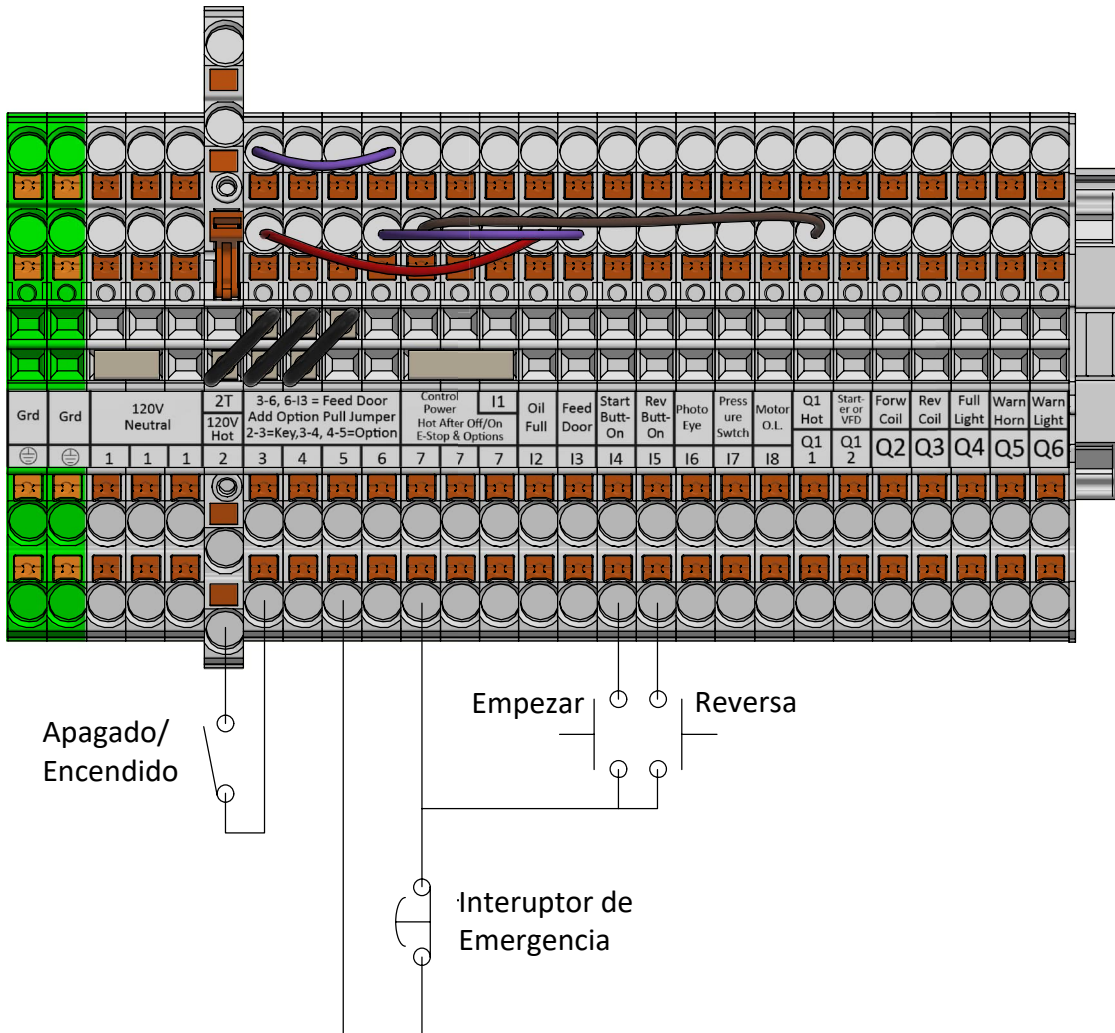 Grd
Grd
120V
Neutral
1
1
1
2T
120V
Hot
2
3-6, 6-I3 = Feed Door
Add Option Pull Jumper
2-3=Key,3-4, 4-5=Option
3
4
5
6
Control
Power
I1
Hot After Off/On
E-Stop & Options
7
7
7
Oil
Full
I2
Feed
Door
I3
Start
Butt-
On
I4
Rev
Butt-
On
I5
Photo
Eye
I6
Press
ure
Swtch
I7
Motor
O.L.
I8
Q1
Hot
Q1
1
Start-
er or
VFD
Q1
2
Forw
Coil
Q2
Rev
Coil
Q3
Full
Light
Q4
Warn
Horn
Q5
Warn
Light
Q6
Apagado/
Encendido
Empezar
Reversa
Interuptor de
Emergencia